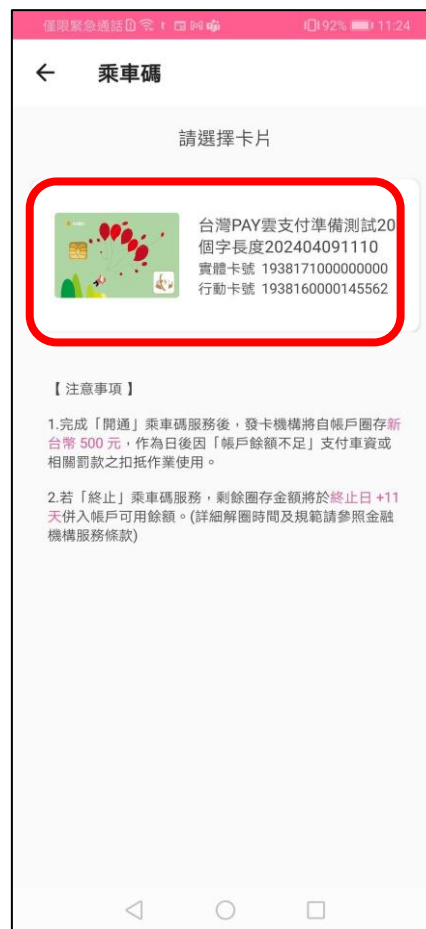 僅限緊急通話
92%
11:24
乘車碼
請選擇卡片
台灣PAY雲支付準備測試20
個字長度202404091110
實體卡號 1938171000000000
行動卡號 1938160000145562
【 注意事項 】
1.完成「開通」乘車碼服務後，發卡機構將自帳戶圈存新
台幣 500 元，作為日後因「帳戶餘額不足」支付車資或
相關罰款之扣抵作業使用。
2.若「終止」乘車碼服務，剩餘圈存金額將於終止日 +11
天併入帳戶可用餘額。(詳細解圈時間及規範請參照金融
機構服務條款)